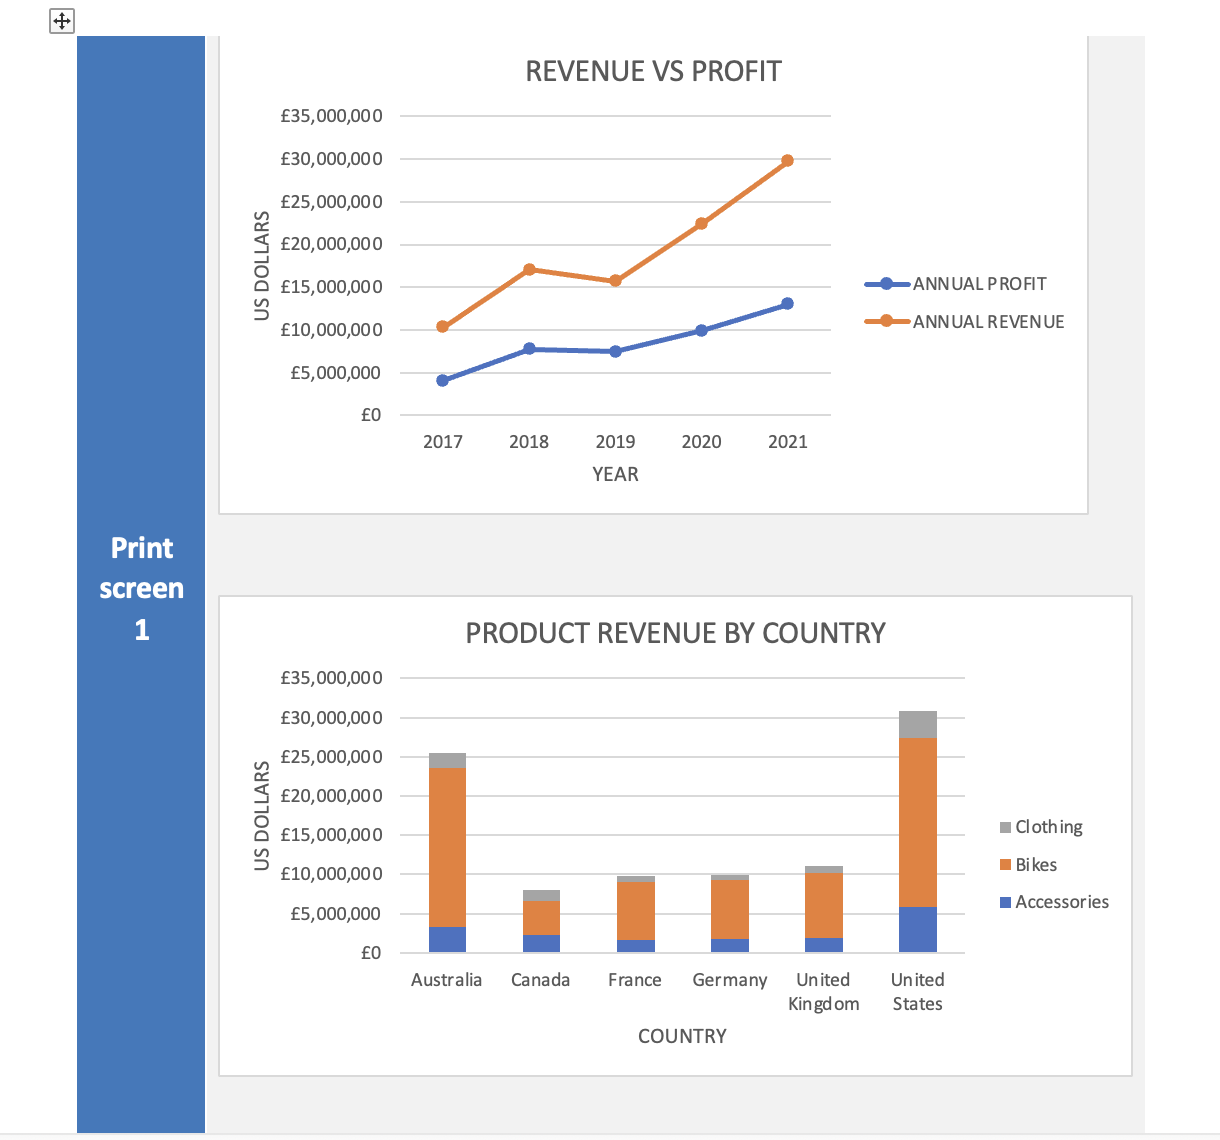 Print
screen
1
REVENUE VS PROFIT
US DOLLARS
£35,000,000
£30,000,000
£25,000,000
£20,000,000
£15,000,000
£10,000,000
£5,000,000
£0
2017 2018 2019 2020 2021
YEAR
ANNUAL PROFIT
ANNUAL REVENUE
PRODUCT REVENUE BY COUNTRY
US DOLLARS
£35,000,000
£30,000,000
£25,000,000
£20,000,000
£15,000,000
£10,000,000
£5,000,000
£0
Australia Canada France Germany United United
Kingdom States
COUNTRY
Clothing
Bikes
Accessories